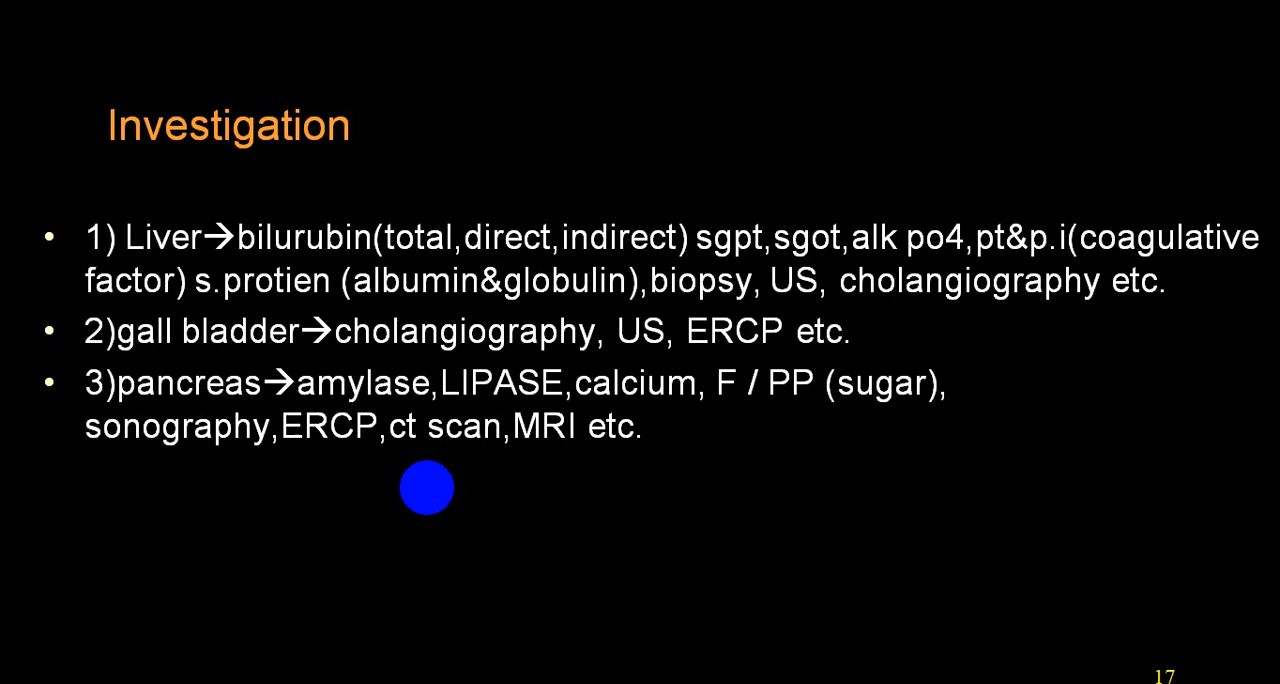 Investigation
• 1) Liver→bilurubin(total,direct,indirect) sgpt,sgot,alk po4,pt&p.i(coagulative
factor) s.protien (albumin&globulin),biopsy, US, cholangiography etc.
• 2)gall bladder→cholangiography, US, ERCP etc.
• 3)pancreas→amylase,LIPASE,calcium, F / PP (sugar),
sonography,ERCP,ct scan,MRI etc.
17